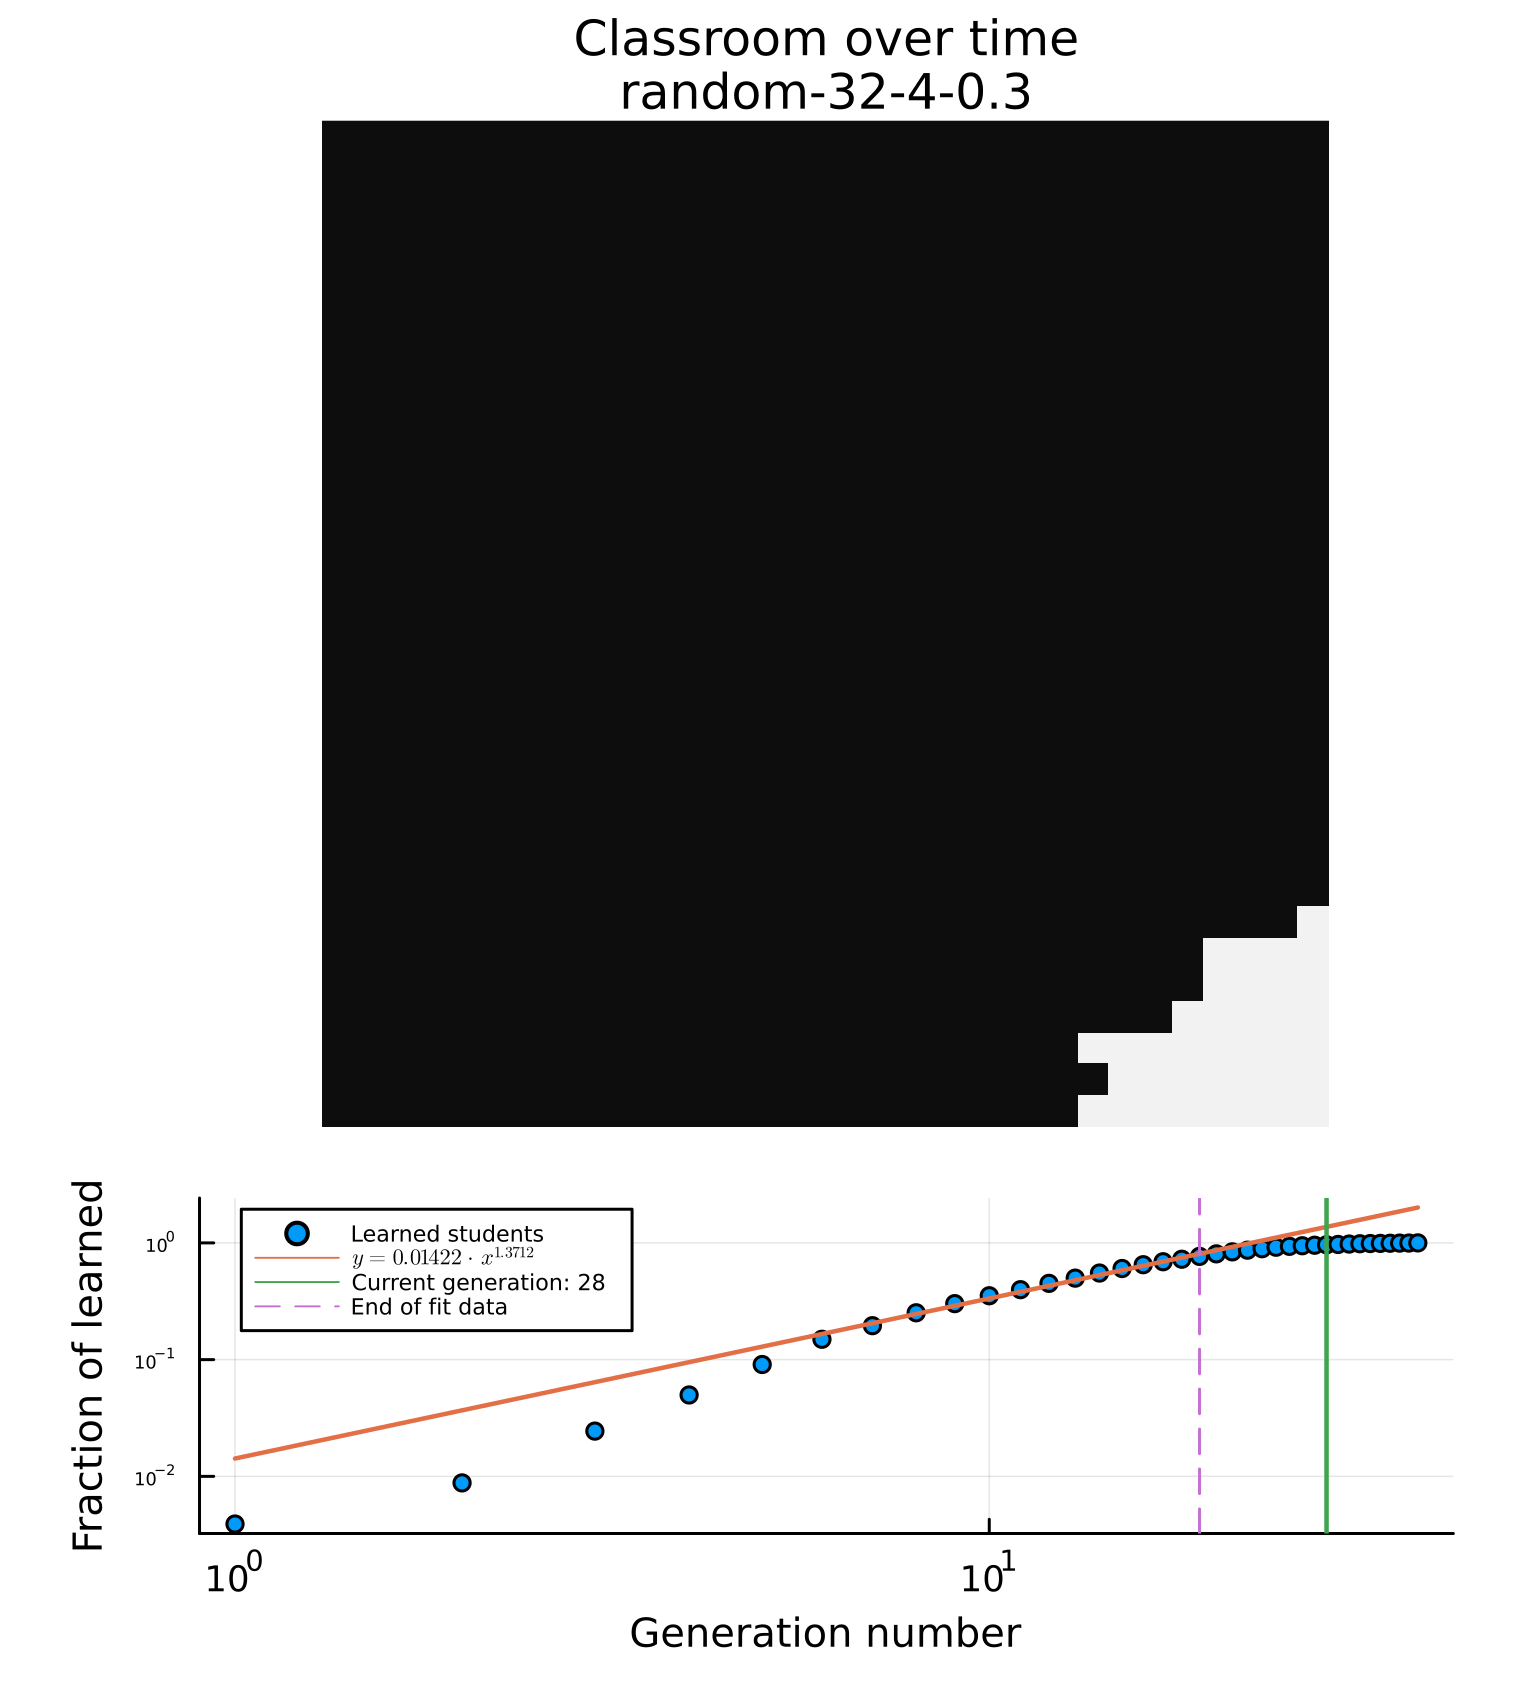 Classroom over time
random-32-4-0.3
Fraction of learned
Learned students
y = 0.01422 · x^1.3712
Current generation: 28
End of fit data
10^0
10^-1
10^-2
10^0
10^1
Generation number